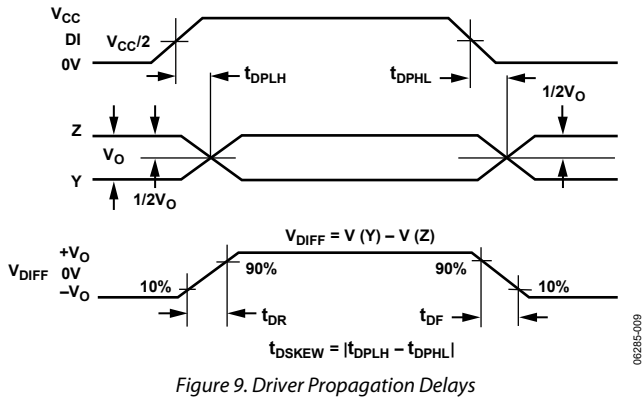 VCC
DI
0V
VCC/2
tDPLH
tDPHL
1/2VO
Z
VO
Y
1/2VO
VDIFF = V (Y) – V (Z)
+VO
VDIFF 0V
–VO
10%
90%
90%
10%
tDR
tDF
tDSKEW = |tDPLH – tDPHL|
06285-009
Figure 9. Driver Propagation Delays